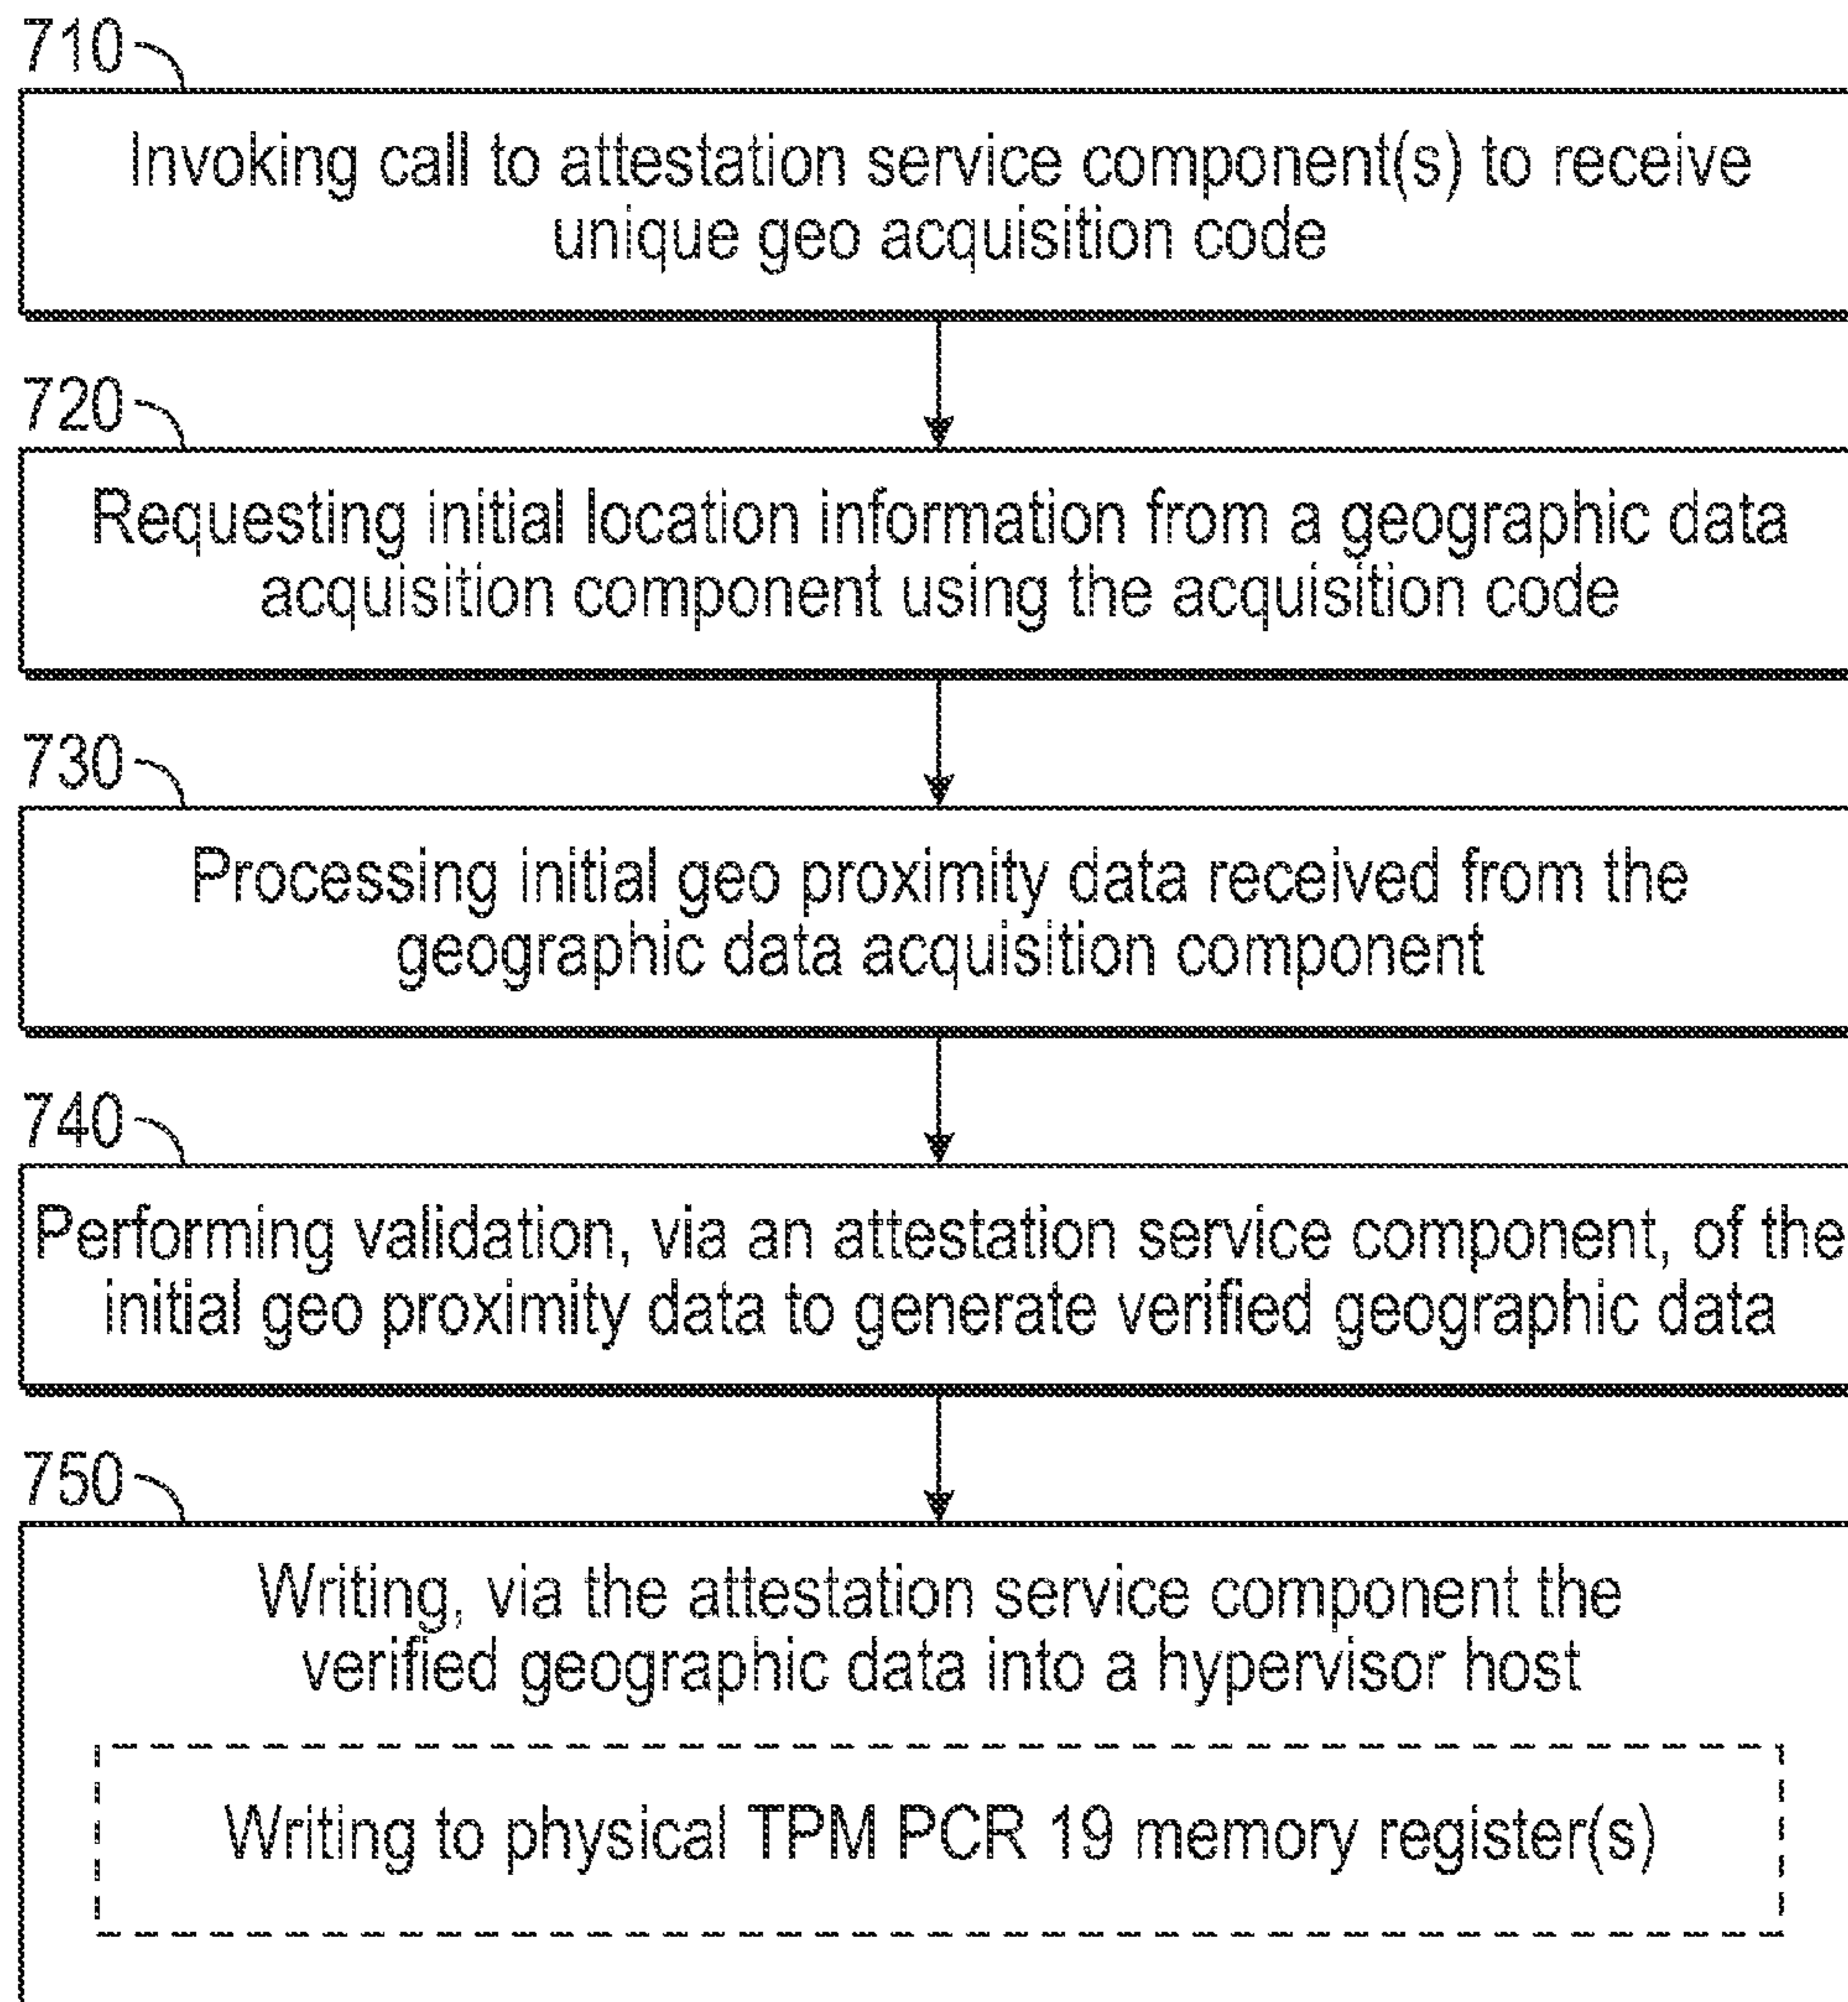 710
Invoking call to attestation service component(s) to receive
unique geo acquisition code
720
Requesting initial location information from a geographic data
acquisition component using the acquisition code
730
Processing initial geo proximity data received from the
geographic data acquisition component
740
Performing validation, via an attestation service component, of the
initial geo proximity data to generate verified geographic data
750
Writing, via the attestation service component the
verified geographic data into a hypervisor host
Writing to physical TPM PCR 19 memory register(s)